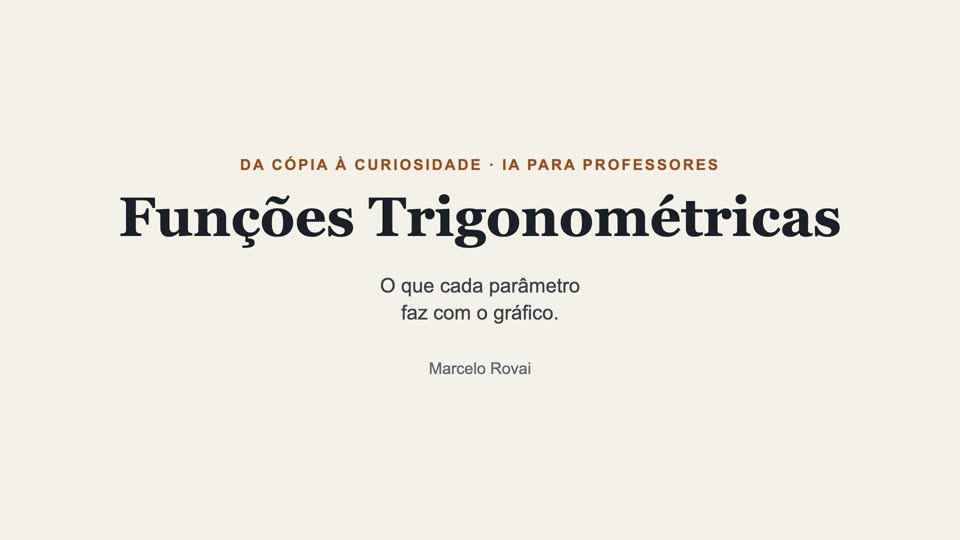 DA CÓPIA À CURIOSIDADE · IA PARA PROFESSORES
Funções Trigonométricas
O que cada parâmetro
faz com o gráfico.
Marcelo Rovai